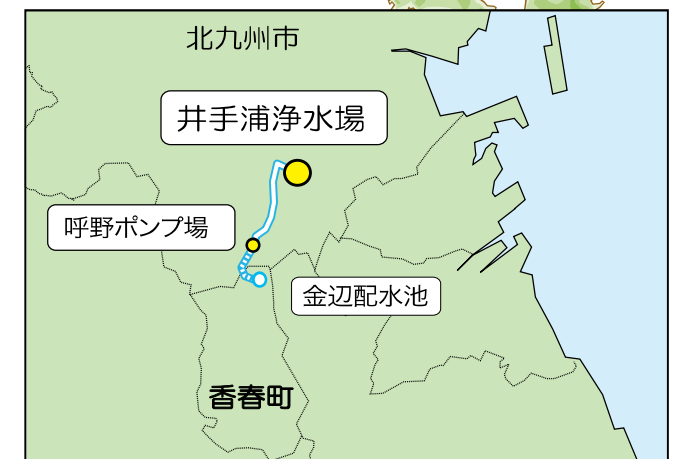 北九州市
井手浦浄水場
呼野ポンプ場
金辺配水池
香春町